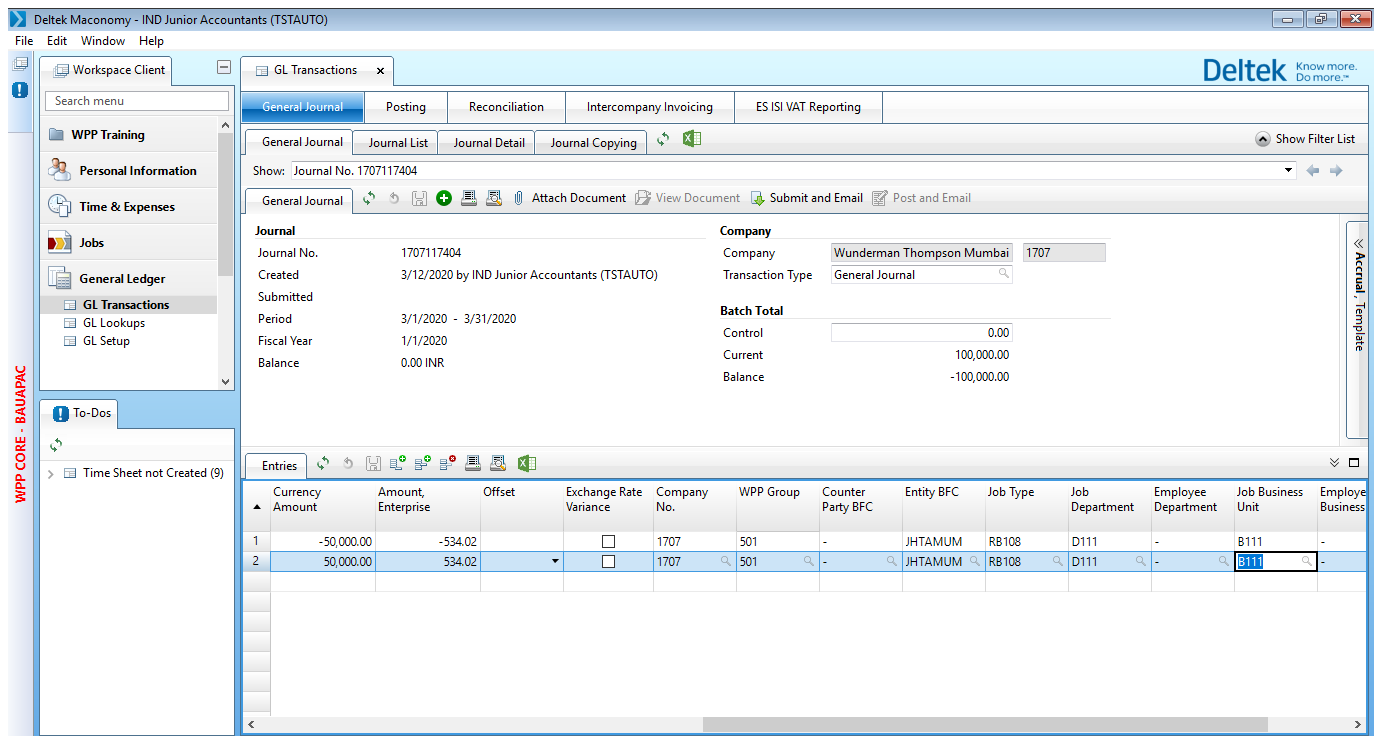 Deltek Maconomy - IND Junior Accountants (TSTAUTO)
File Edit Window Help
Workspace Client
GL Transactions x
Deltek Know more. Do more.™
Search menu
General Journal Posting Reconciliation Intercompany Invoicing ES ISI VAT Reporting
WPP Training
General Journal Journal List Journal Detail Journal Copying
Show Filter List
Personal Information
Show: Journal No. 1707117404
Time & Expenses
General Journal Attach Document View Document Submit and Email Post and Email
Jobs
General Ledger
GL Transactions
GL Lookups
GL Setup
Journal
Journal No. 1707117404
Created 3/12/2020 by IND Junior Accountants (TSTAUTO)
Submitted
Period 3/1/2020 - 3/31/2020
Fiscal Year 1/1/2020
Balance 0.00 INR
Company
Company Wunderman Thompson Mumbai 1707
Transaction Type General Journal
Batch Total
Control 0.00
Current 100,000.00
Balance -100,000.00
Accrual, Template
WPP CORE - BAUAPAC
To-Dos
Time Sheet not Created (9)
Entries
Currency Amount Amount, Enterprise Offset Exchange Rate Variance Company No. WPP Group Counter Party BFC Entity BFC Job Type Job Department Employee Department Job Business Unit Employe Business
1 -50,000.00 -534.02 1707 501 - JHTAMUM RB108 D111 - B111 -
2 50,000.00 534.02 1707 501 - JHTAMUM RB108 D111 - B111 -